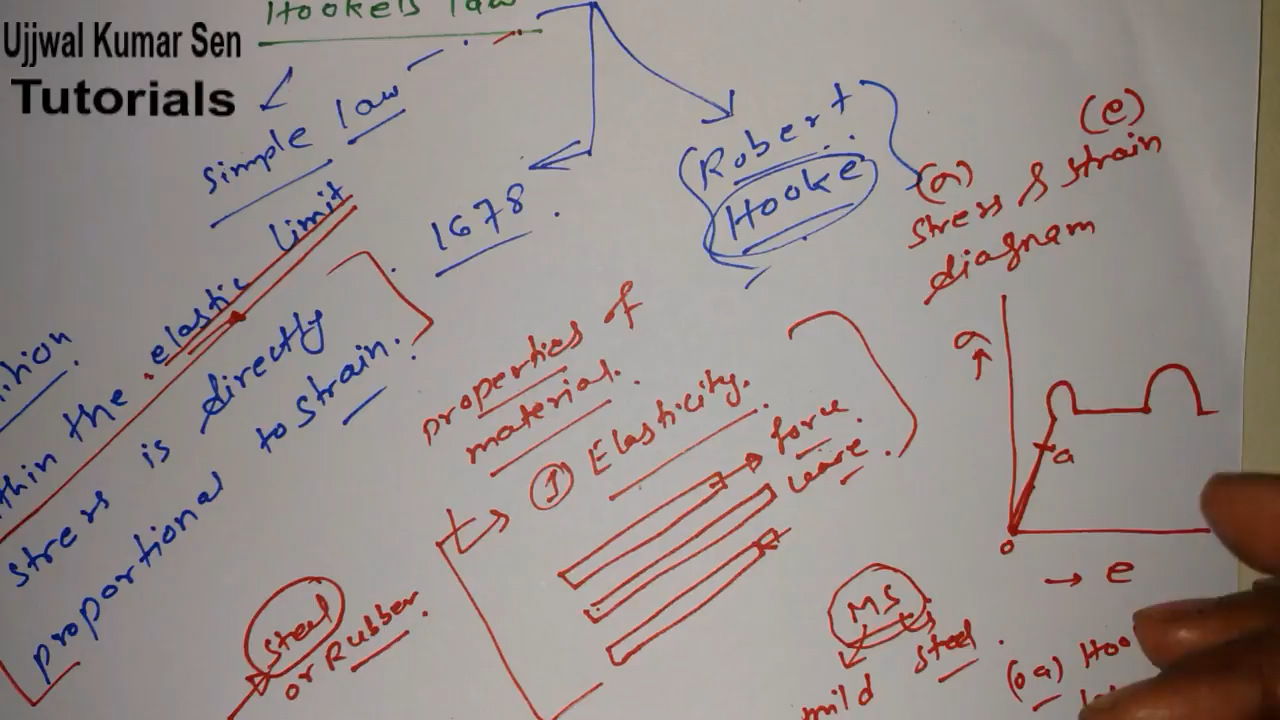 Hooke's law
Ujjwal Kumar Sen
Tutorials
simple law
1678
Robert
Hooke
(σ) (e)
stress & strain
diagram
the elastic limit
stress is directly
proportional to strain.
properties of
material.
① Elasticity.
force
Steel
or Rubber
σ
a
o
→ e
MS
mild steel
(oa)